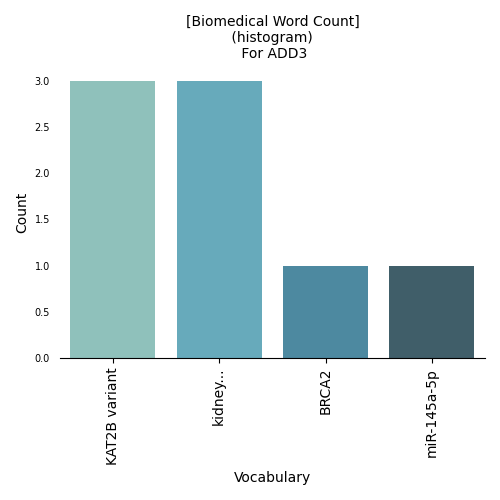 [Biomedical Word Count]
(histogram)
For ADD3
3.0
2.5
2.0
1.5
1.0
0.5
0.0
Count
KAT2B variant
kidney...
BRCA2
miR-145a-5p
Vocabulary